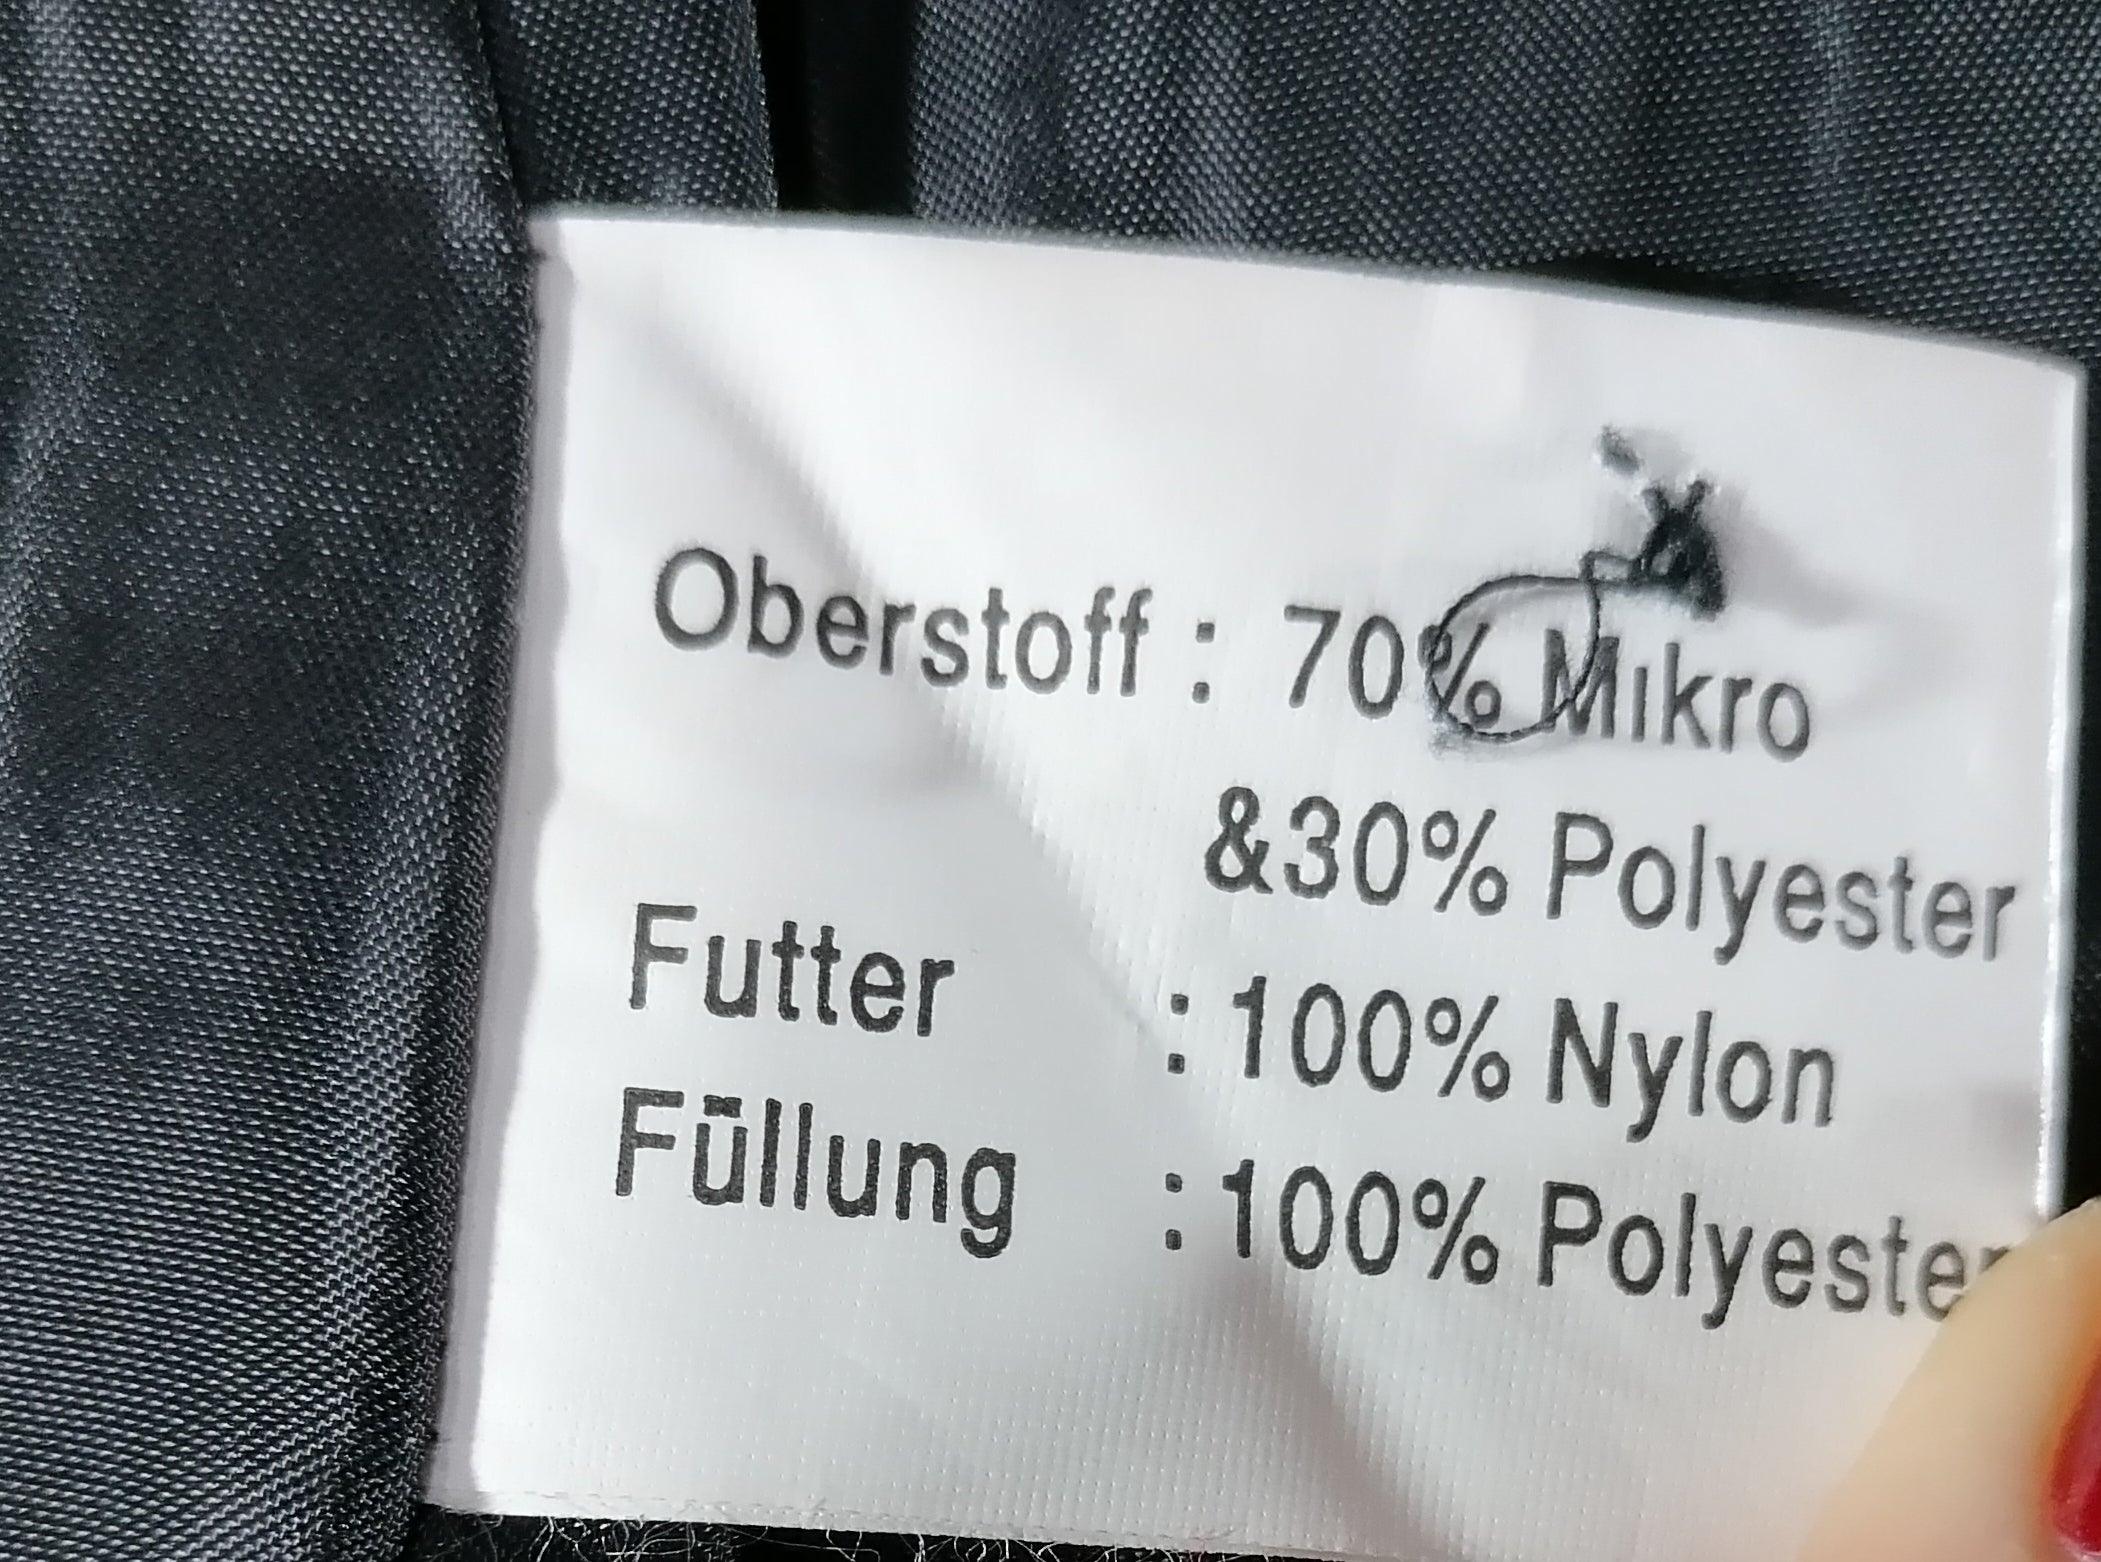 Oberstoff : 70% Mikro
&30% Polyester
Futter : 100% Nylon
Füllung : 100% Polyester